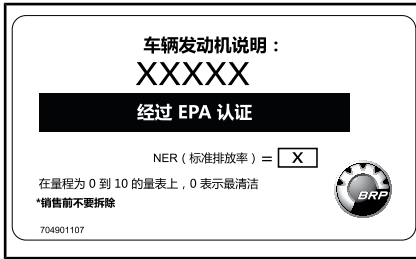 车辆发动机说明：
XXXXX
经过 EPA 认证
NER（标准排放率）= X
在量程为 0 到 10 的量表上，0 表示最清洁
*销售前不要拆除
BRP
704901107